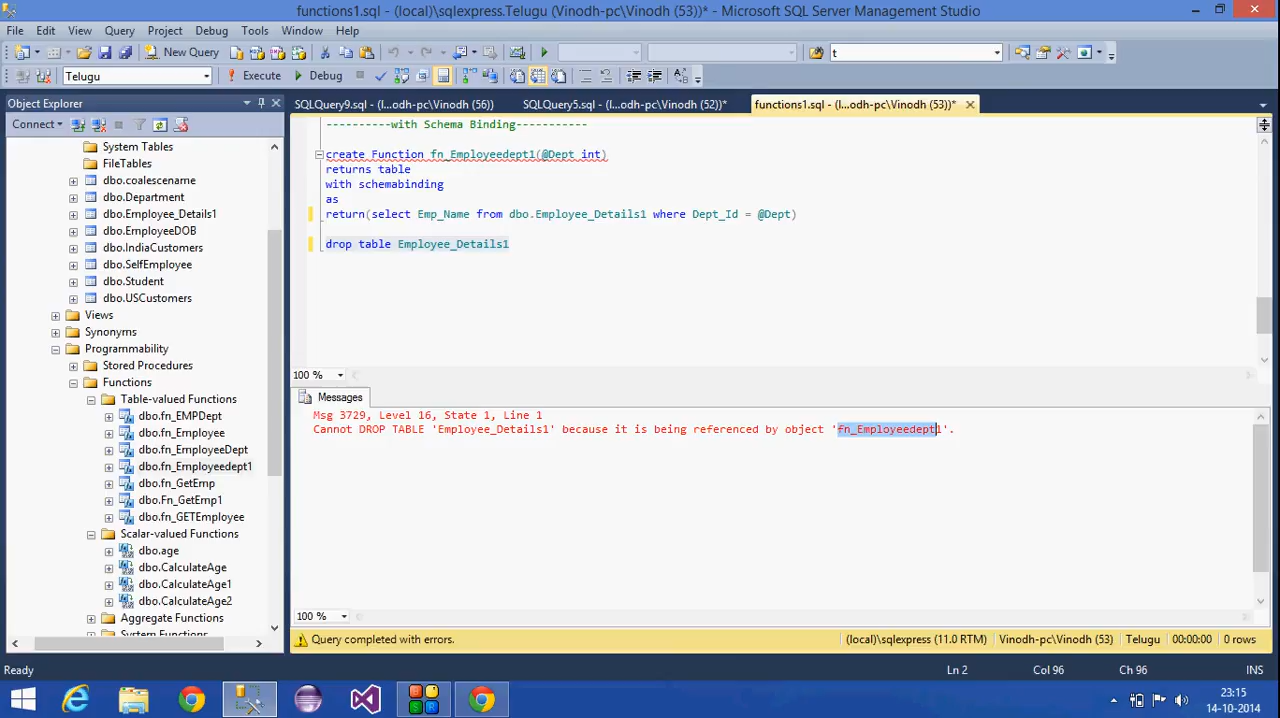 functions1.sql - (local)\sqlexpress.Telugu (Vinodh-pc\Vinodh (53))* - Microsoft SQL Server Management Studio
File Edit View Query Project Debug Tools Window Help
New Query t
Telugu Execute Debug
Object Explorer
SQLQuery9.sql - (l...odh-pc\Vinodh (56)) SQLQuery5.sql - (l...odh-pc\Vinodh (52))* functions1.sql - (l...odh-pc\Vinodh (53))*
Connect
System Tables
FileTables
dbo.coalescename
dbo.Department
dbo.Employee_Details1
dbo.EmployeeDOB
dbo.IndiaCustomers
dbo.SelfEmployee
dbo.Student
dbo.USCustomers
Views
Synonyms
Programmability
Stored Procedures
Functions
Table-valued Functions
dbo.fn_EMPDept
dbo.fn_Employee
dbo.fn_EmployeeDept
dbo.fn_Employeedept1
dbo.fn_GetEmp
dbo.Fn_GetEmp1
dbo.fn_GETEmployee
Scalar-valued Functions
dbo.age
dbo.CalculateAge
dbo.CalculateAge1
dbo.CalculateAge2
Aggregate Functions
System Functions
----------with Schema Binding-----------
create Function fn_Employeedept1(@Dept int)
returns table
with schemabinding
as
return(select Emp_Name from dbo.Employee_Details1 where Dept_Id = @Dept)
drop table Employee_Details1
100 %
Messages
Msg 3729, Level 16, State 1, Line 1
Cannot DROP TABLE 'Employee_Details1' because it is being referenced by object 'fn_Employeedept1'.
100 %
Query completed with errors. (local)\sqlexpress (11.0 RTM) Vinodh-pc\Vinodh (53) Telugu 00:00:00 0 rows
Ready Ln 2 Col 96 Ch 96 INS
23:15
14-10-2014